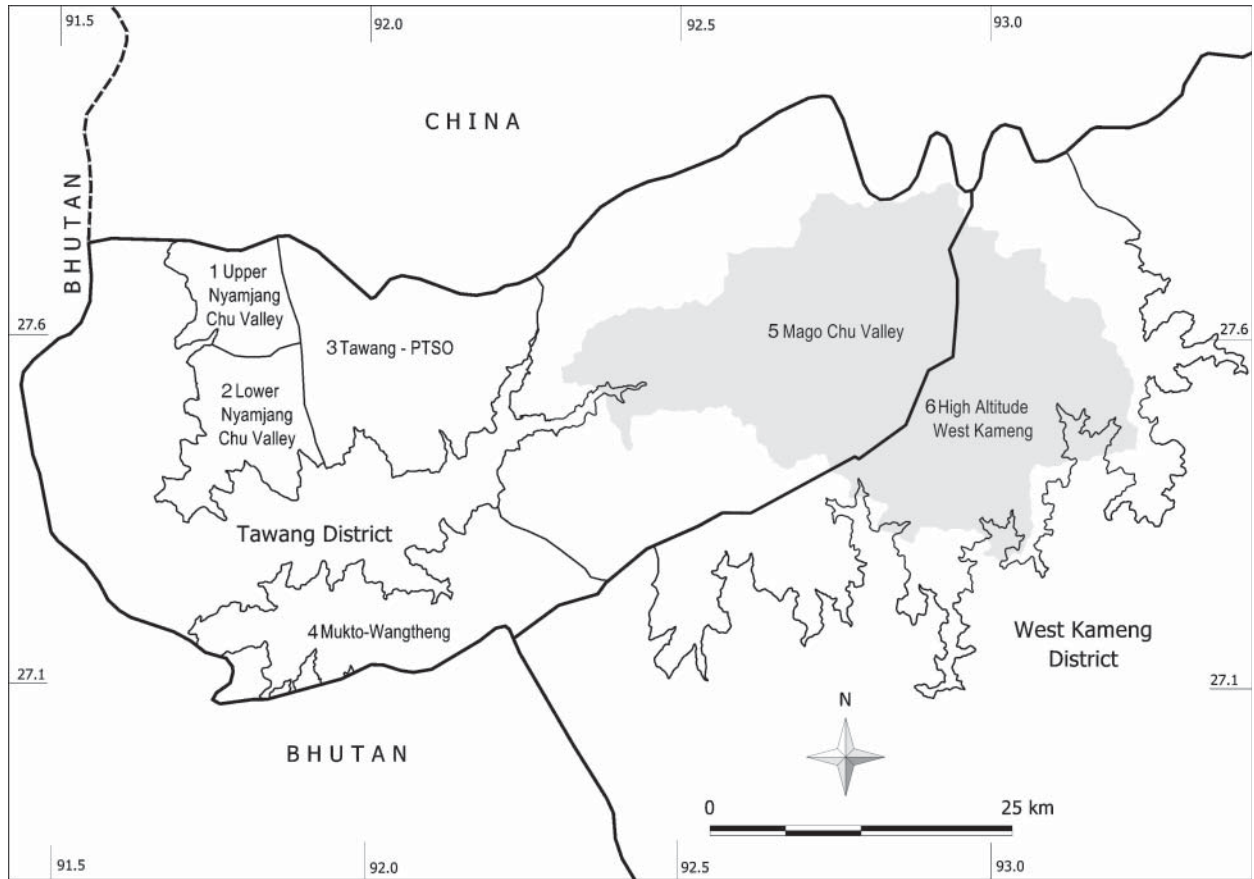 91.5
92.0
92.5
93.0
CHINA
BHUTAN
1 Upper
Nyamjang
Chu Valley
27.6
3 Tawang - PTSO
5 Mago Chu Valley
27.6
2 Lower
Nyamjang
Chu Valley
6 High Altitude
West Kameng
Tawang District
4 Mukto-Wangtheng
West Kameng
District
27.1
27.1
N
BHUTAN
0
25 km
91.5
92.0
92.5
93.0